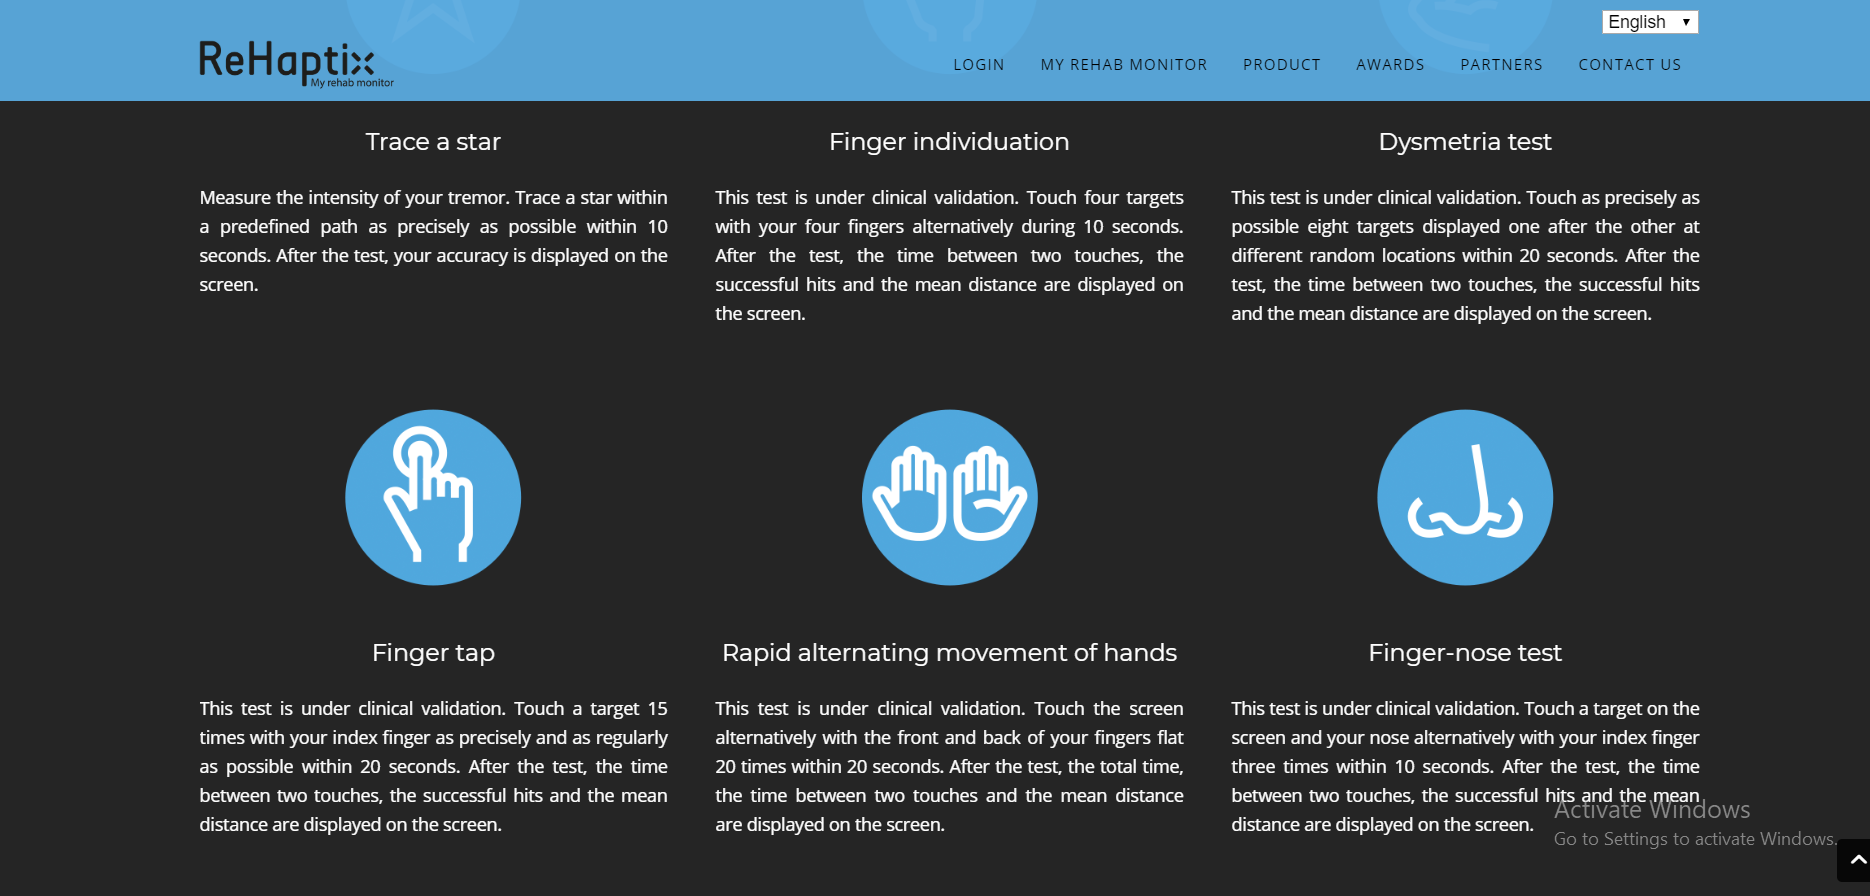 English
ReHaptix
My rehab monitor
LOGIN MY REHAB MONITOR PRODUCT AWARDS PARTNERS CONTACT US
Trace a star
Measure the intensity of your tremor. Trace a star within
a predefined path as precisely as possible within 10
seconds. After the test, your accuracy is displayed on the
screen.
Finger individuation
This test is under clinical validation. Touch four targets
with your four fingers alternatively during 10 seconds.
After the test, the time between two touches, the
successful hits and the mean distance are displayed on
the screen.
Dysmetria test
This test is under clinical validation. Touch as precisely as
possible eight targets displayed one after the other at
different random locations within 20 seconds. After the
test, the time between two touches, the successful hits
and the mean distance are displayed on the screen.
Finger tap
This test is under clinical validation. Touch a target 15
times with your index finger as precisely and as regularly
as possible within 20 seconds. After the test, the time
between two touches, the successful hits and the mean
distance are displayed on the screen.
Rapid alternating movement of hands
This test is under clinical validation. Touch the screen
alternatively with the front and back of your fingers flat
20 times within 20 seconds. After the test, the total time,
the time between two touches and the mean distance
are displayed on the screen.
Finger-nose test
This test is under clinical validation. Touch a target on the
screen and your nose alternatively with your index finger
three times within 10 seconds. After the test, the time
between two touches, the successful hits and the mean
distance are displayed on the screen.
Activate Windows
Go to Settings to activate Windows.